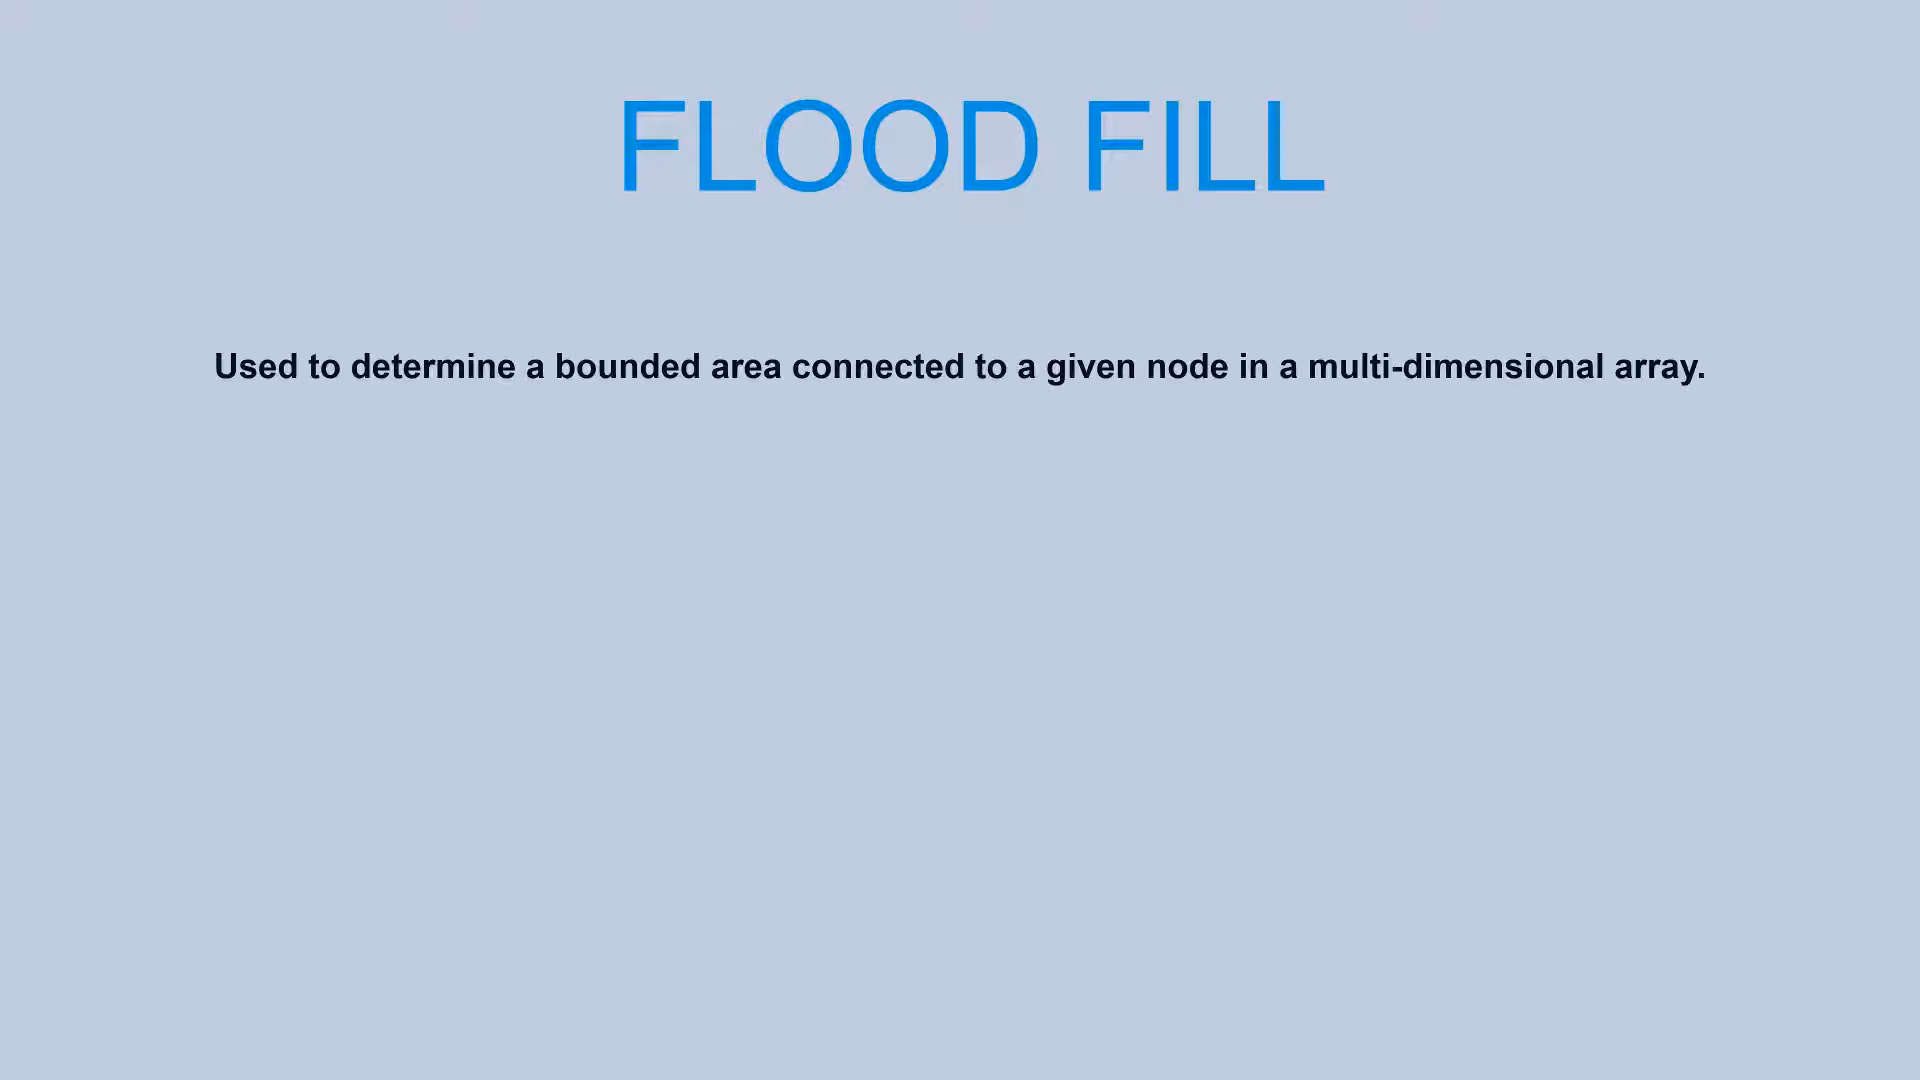 FLOOD FILL
Used to determine a bounded area connected to a given node in a multi-dimensional array.